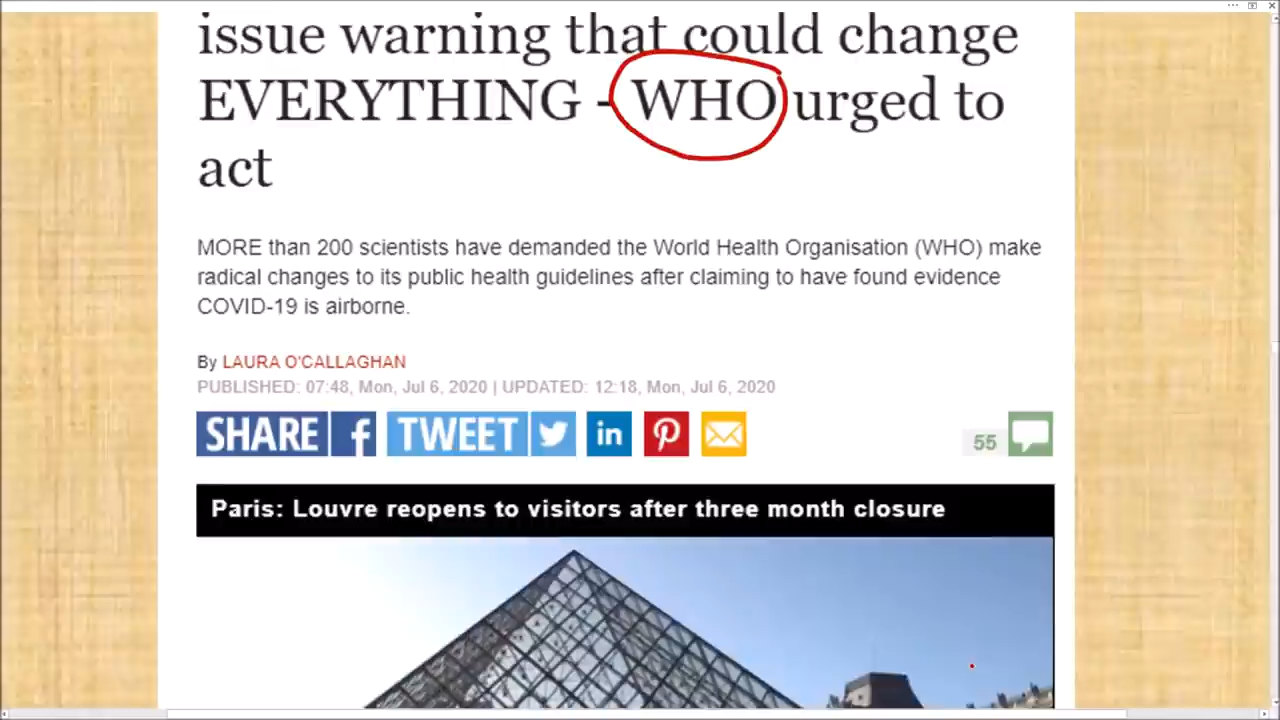 issue warning that could change
EVERYTHING - WHO urged to
act
MORE than 200 scientists have demanded the World Health Organisation (WHO) make
radical changes to its public health guidelines after claiming to have found evidence
COVID-19 is airborne.
By LAURA O'CALLAGHAN
PUBLISHED: 07:48, Mon, Jul 6, 2020 | UPDATED: 12:18, Mon, Jul 6, 2020
SHARE f TWEET in 55
Paris: Louvre reopens to visitors after three month closure